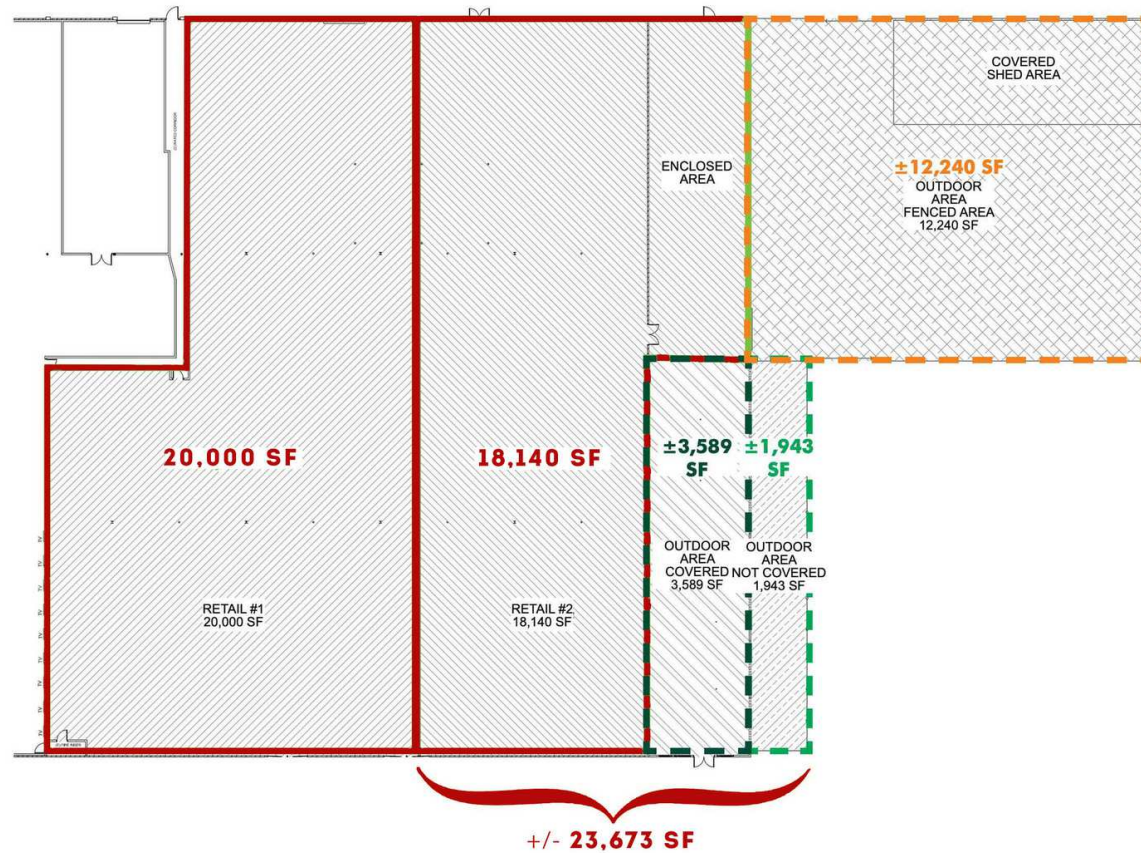 COVERED
SHED AREA
ENCLOSED
AREA
±12,240 SF
OUTDOOR
AREA
FENCED AREA
12,240 SF
20,000 SF
18,140 SF
±3,589
SF
±1,943
SF
OUTDOOR
AREA
COVERED
3,589 SF
OUTDOOR
AREA
NOT COVERED
1,943 SF
RETAIL #1
20,000 SF
RETAIL #2
18,140 SF
+/- 23,673 SF